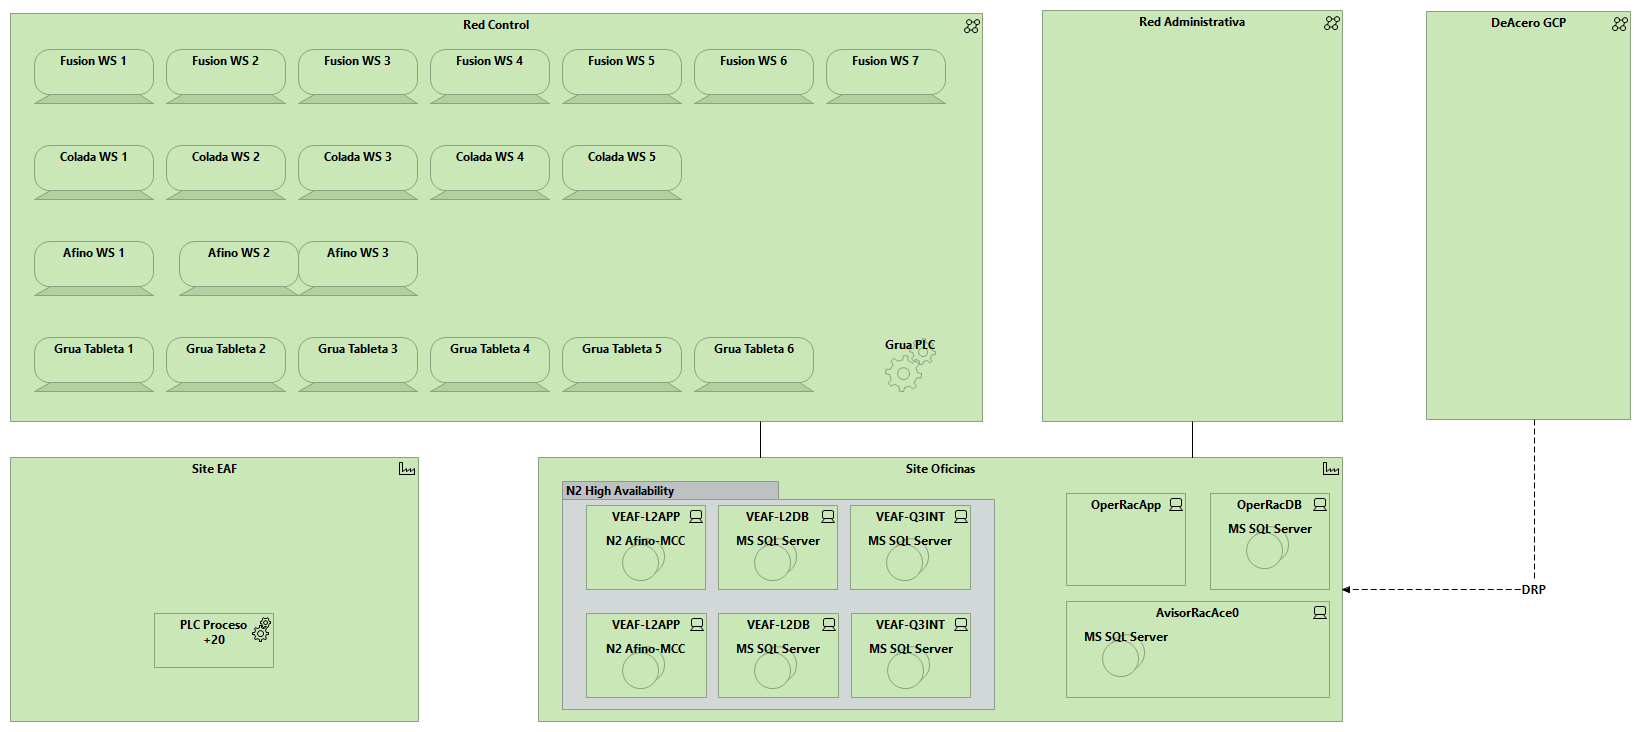 Red Control
Fusion WS 1
Fusion WS 2
Fusion WS 3
Fusion WS 4
Fusion WS 5
Fusion WS 6
Fusion WS 7
Colada WS 1
Colada WS 2
Colada WS 3
Colada WS 4
Colada WS 5
Afino WS 1
Afino WS 2
Afino WS 3
Grua Tableta 1
Grua Tableta 2
Grua Tableta 3
Grua Tableta 4
Grua Tableta 5
Grua Tableta 6
Grua PLC
Red Administrativa
DeAcero GCP
Site EAF
PLC Proceso
+20
Site Oficinas
N2 High Availability
VEAF-L2APP
N2 Afino-MCC
VEAF-L2DB
MS SQL Server
VEAF-Q3INT
MS SQL Server
VEAF-L2APP
N2 Afino-MCC
VEAF-L2DB
MS SQL Server
VEAF-Q3INT
MS SQL Server
OperRacApp
OperRacDB
MS SQL Server
AvisorRacAce0
MS SQL Server
DRP